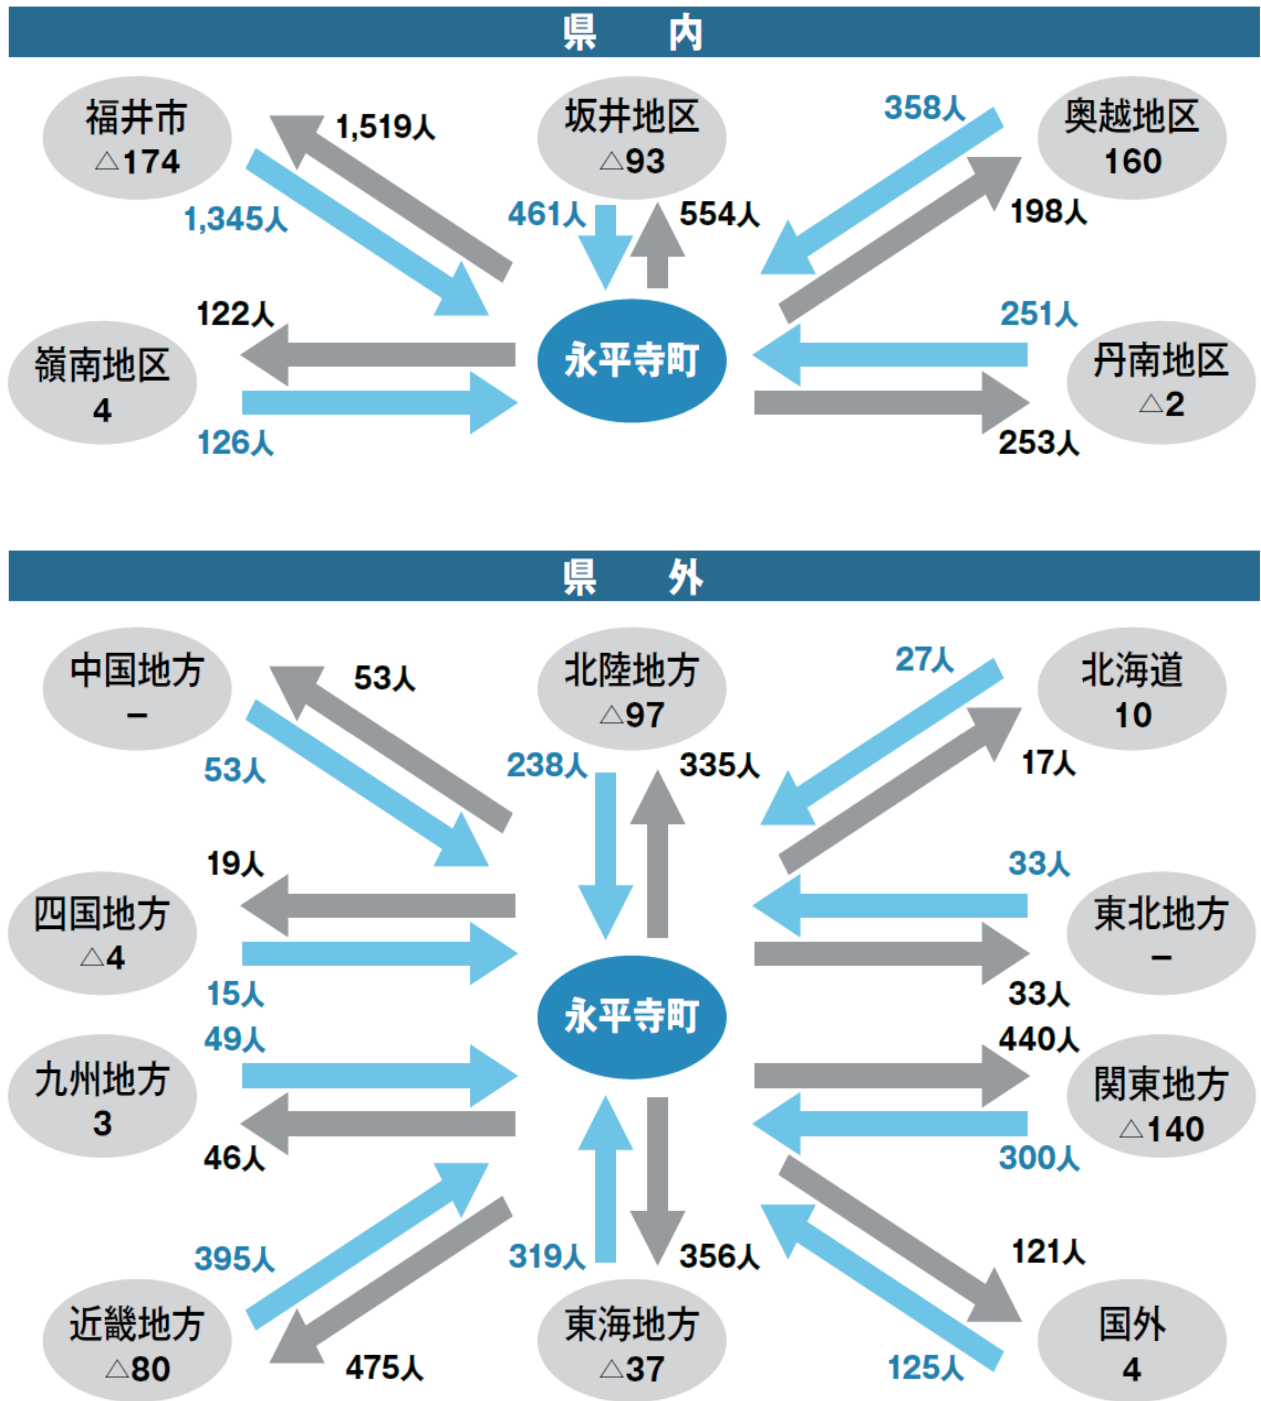 県 内
福井市
△174
1,519人
1,345人
坂井地区
△93
461人
554人
358人
奥越地区
160
198人
122人
嶺南地区
4
126人
永平寺町
251人
丹南地区
△2
253人
県 外
中国地方
–
53人
53人
北陸地方
△97
238人
335人
27人
北海道
10
17人
19人
四国地方
△4
15人
33人
東北地方
–
33人
永平寺町
49人
九州地方
3
46人
440人
関東地方
△140
300人
395人
近畿地方
△80
475人
319人
356人
東海地方
△37
121人
国外
4
125人